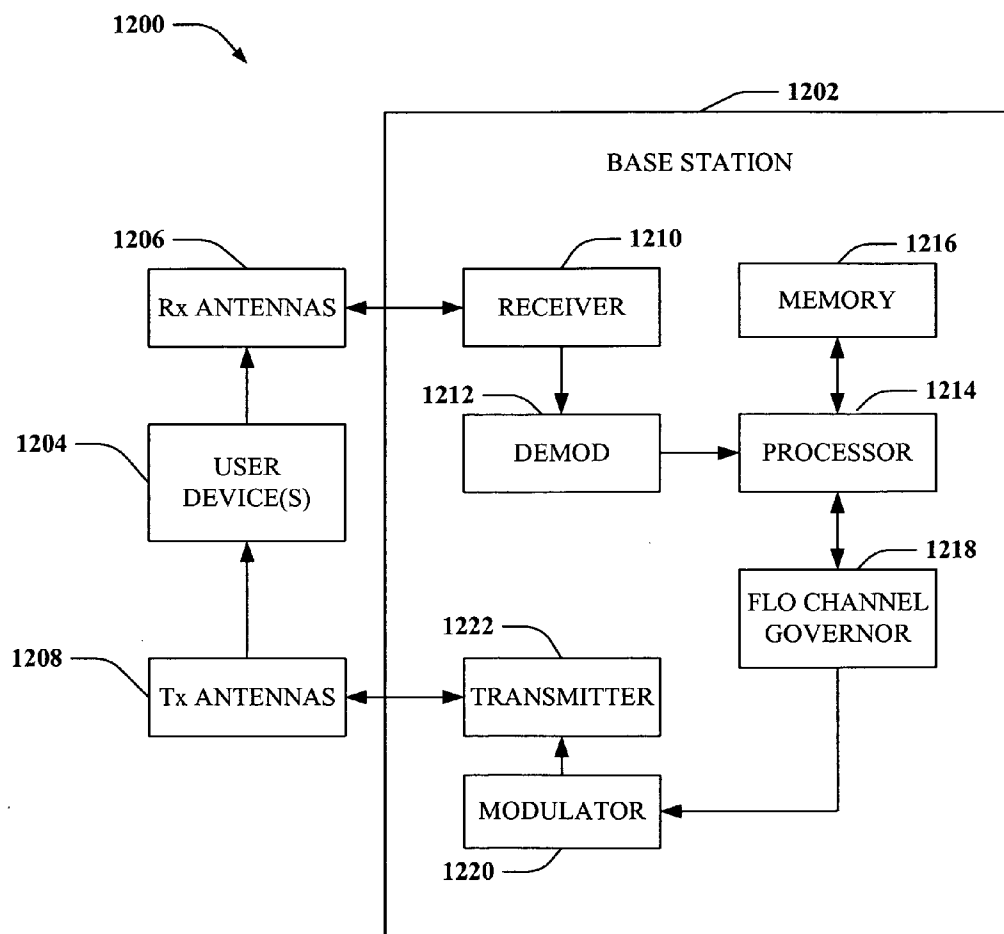 1200
1202
BASE STATION
1206
1210
1216
Rx ANTENNAS
RECEIVER
MEMORY
1212
1214
1204
USER
DEVICE(S)
DEMOD
PROCESSOR
1218
FLO CHANNEL
GOVERNOR
1222
1208
Tx ANTENNAS
TRANSMITTER
MODULATOR
1220